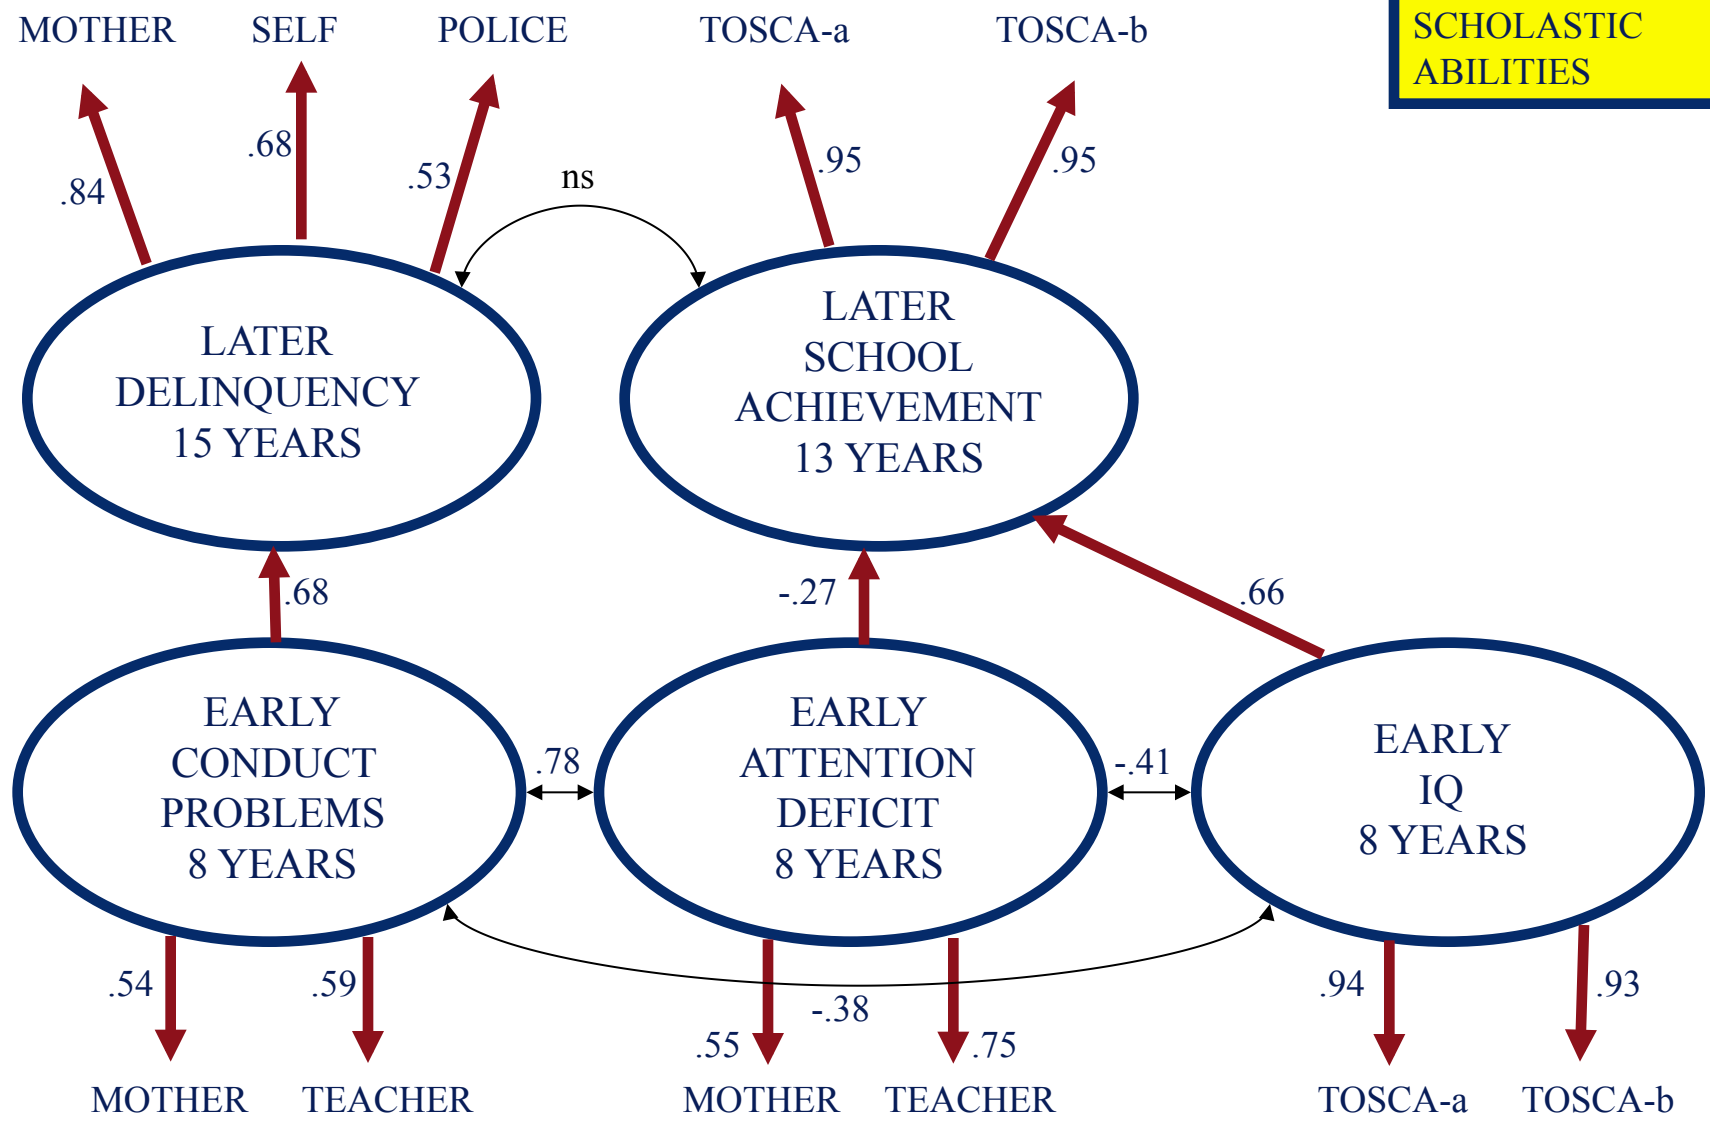 MOTHER SELF POLICE TOSCA-a TOSCA-b
SCHOLASTIC
ABILITIES
.84 .68 .53 ns .95 .95
LATER
DELINQUENCY
15 YEARS
LATER
SCHOOL
ACHIEVEMENT
13 YEARS
.68 -.27 .66
EARLY
CONDUCT
PROBLEMS
8 YEARS
.78
EARLY
ATTENTION
DEFICIT
8 YEARS
-.41
EARLY
IQ
8 YEARS
.54 .59 -.38 .55 .75 .94 .93
MOTHER TEACHER MOTHER TEACHER TOSCA-a TOSCA-b